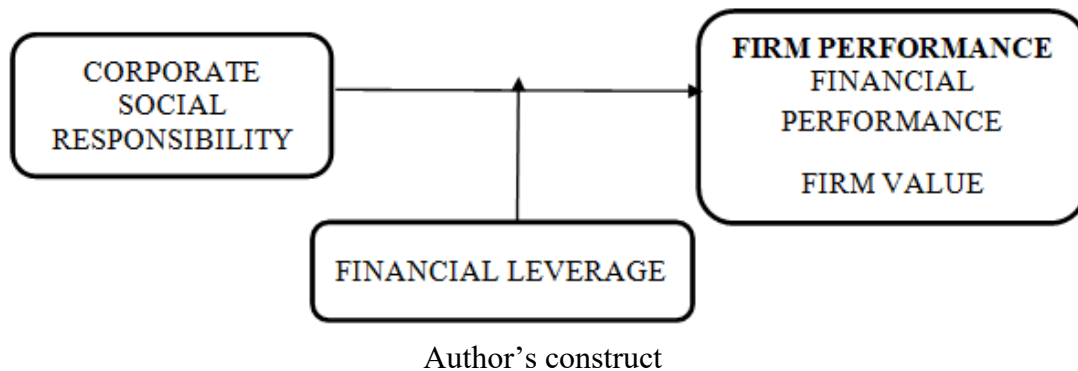 CORPORATE
SOCIAL
RESPONSIBILITY
FIRM PERFORMANCE
FINANCIAL
PERFORMANCE
FIRM VALUE
FINANCIAL LEVERAGE
Author's construct